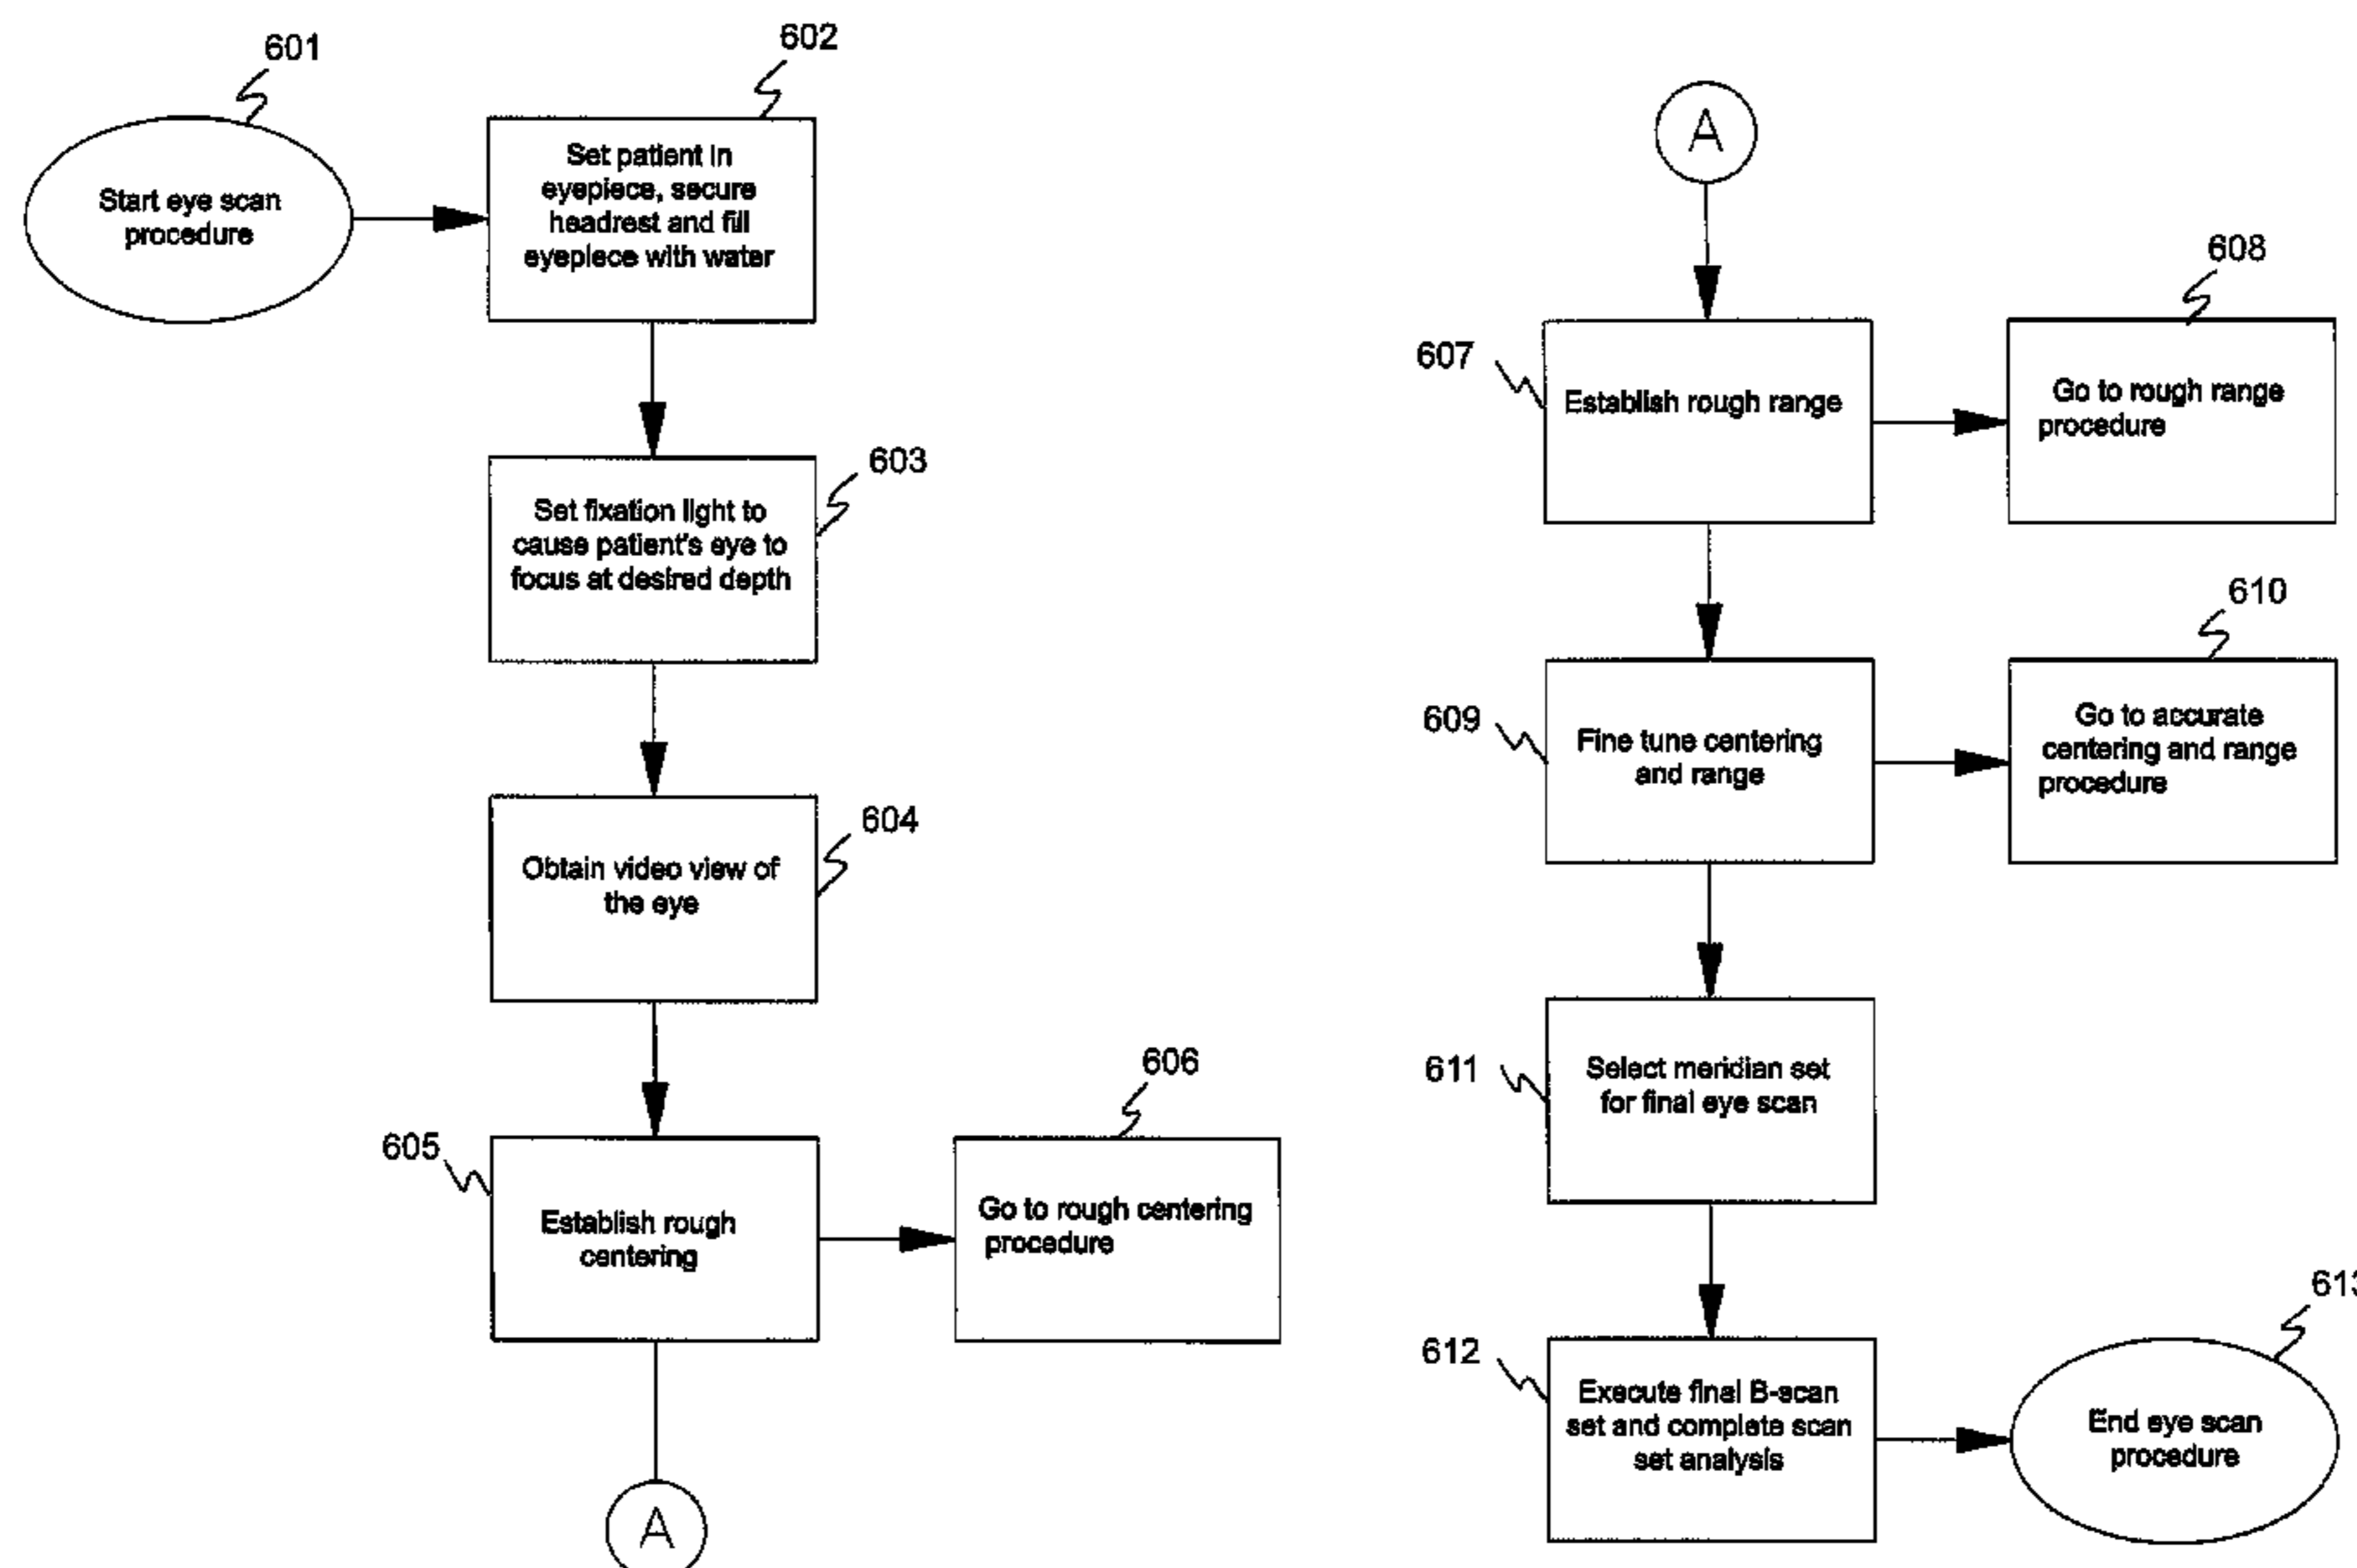 601
Start eye scan
procedure
602
Set patient in
eyepiece, secure
headrest and fill
eyepiece with water
603
Set fixation light to
cause patient's eye to
focus at desired depth
604
Obtain video view of
the eye
605
Establish rough
centering
606
Go to rough centering
procedure
A
A
607
Establish rough range
608
Go to rough range
procedure
609
Fine tune centering
and range
610
Go to accurate
centering and range
procedure
611
Select meridian set
for final eye scan
612
Execute final B-scan
set and complete scan
set analysis
613
End eye scan
procedure